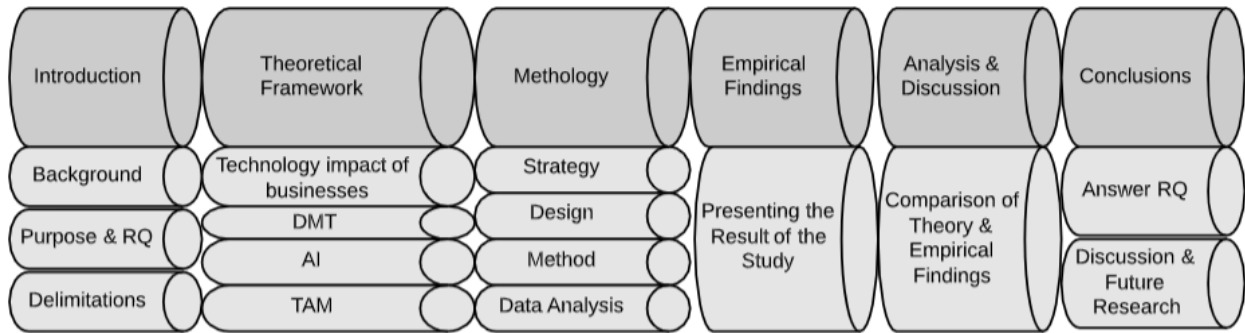 Introduction
Theoretical
Framework
Methology
Empirical
Findings
Analysis &
Discussion
Conclusions
Background
Purpose & RQ
Delimitations
Technology impact of
businesses
DMT
AI
TAM
Strategy
Design
Method
Data Analysis
Presenting the
Result of the
Study
Comparison of
Theory &
Empirical
Findings
Answer RQ
Discussion &
Future
Research